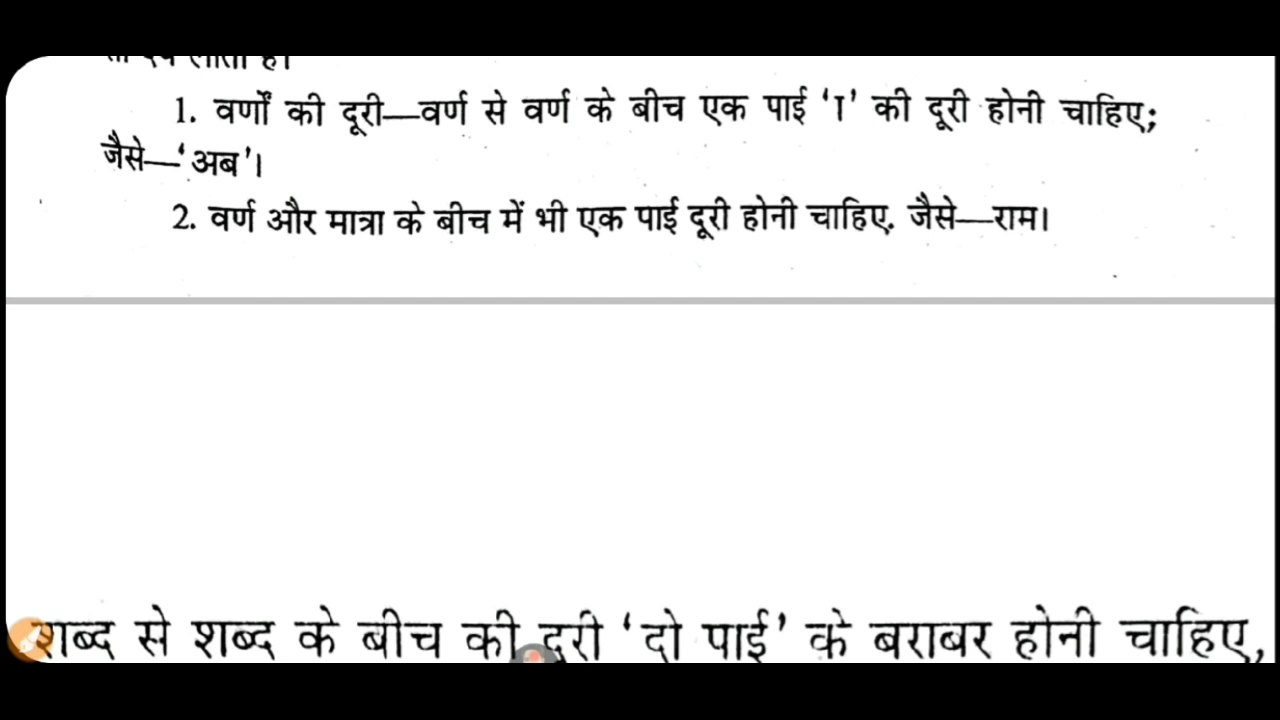 1. वर्णों की दूरी—वर्ण से वर्ण के बीच एक पाई ‘ा’ की दूरी होनी चाहिए;
जैसे—‘अब’।
2. वर्ण और मात्रा के बीच में भी एक पाई दूरी होनी चाहिए. जैसे—राम।
शब्द से शब्द के बीच की दूरी ‘दो पाई’ के बराबर होनी चाहिए,